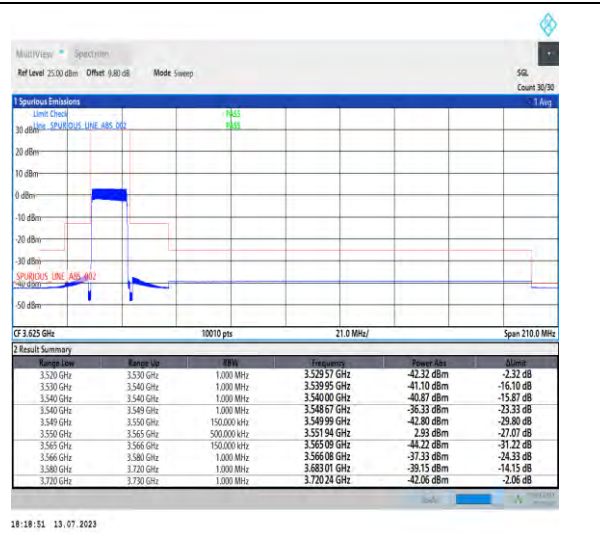 MultiView Spectrum
Ref Level 25.00 dBm Offset 9.80 dB Mode Sweep SGL
Count 30/30
1 Spurious Emissions 1 Avg
Limit Check PASS
Line SPURIOUS_LINE_ABS_002 PASS
30 dBm
20 dBm
10 dBm
0 dBm
-10 dBm
-20 dBm
-30 dBm
SPURIOUS_LINE_ABS_002
-40 dBm
-50 dBm
CF 3.625 GHz 10010 pts 21.0 MHz/ Span 210.0 MHz
2 Result Summary
Range Low Range Up RBW Frequency Power Abs ΔLimit
3.520 GHz 3.530 GHz 1.000 MHz 3.529 57 GHz -42.32 dBm -2.32 dB
3.530 GHz 3.540 GHz 1.000 MHz 3.539 95 GHz -41.10 dBm -16.10 dB
3.540 GHz 3.540 GHz 1.000 MHz 3.540 00 GHz -40.87 dBm -15.87 dB
3.540 GHz 3.549 GHz 1.000 MHz 3.548 67 GHz -36.33 dBm -23.33 dB
3.549 GHz 3.550 GHz 150.000 kHz 3.549 99 GHz -42.80 dBm -29.80 dB
3.550 GHz 3.565 GHz 500.000 kHz 3.551 94 GHz 2.93 dBm -27.07 dB
3.565 GHz 3.566 GHz 150.000 kHz 3.565 09 GHz -44.22 dBm -31.22 dB
3.566 GHz 3.580 GHz 1.000 MHz 3.566 08 GHz -37.33 dBm -24.33 dB
3.580 GHz 3.720 GHz 1.000 MHz 3.683 01 GHz -39.15 dBm -14.15 dB
3.720 GHz 3.730 GHz 1.000 MHz 3.720 24 GHz -42.06 dBm -2.06 dB
18:18:51 13.07.2023